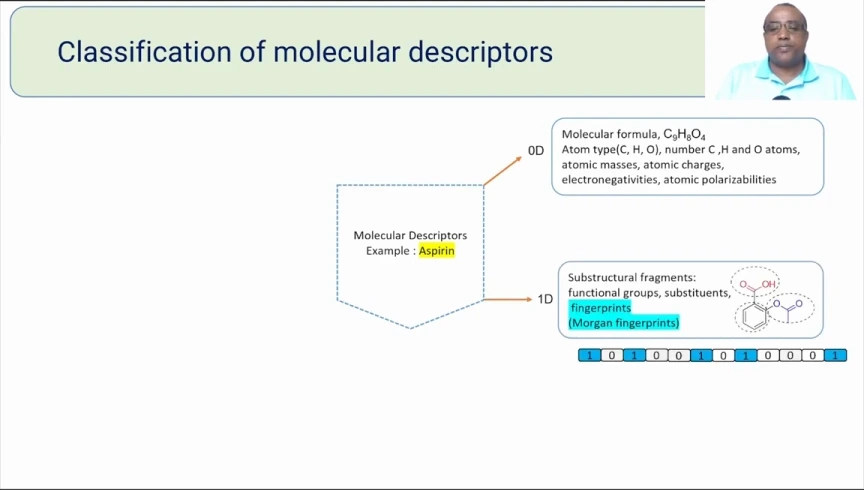 Classification of molecular descriptors
0D
Molecular formula, C₉H₈O₄
Atom type(C, H, O), number C ,H and O atoms,
atomic masses, atomic charges,
electronegativities, atomic polarizabilities
Molecular Descriptors
Example : Aspirin
1D
Substructural fragments:
functional groups, substituents,
fingerprints
(Morgan fingerprints)
O OH
O O
1 0 1 0 0 1 0 1 0 0 0 1